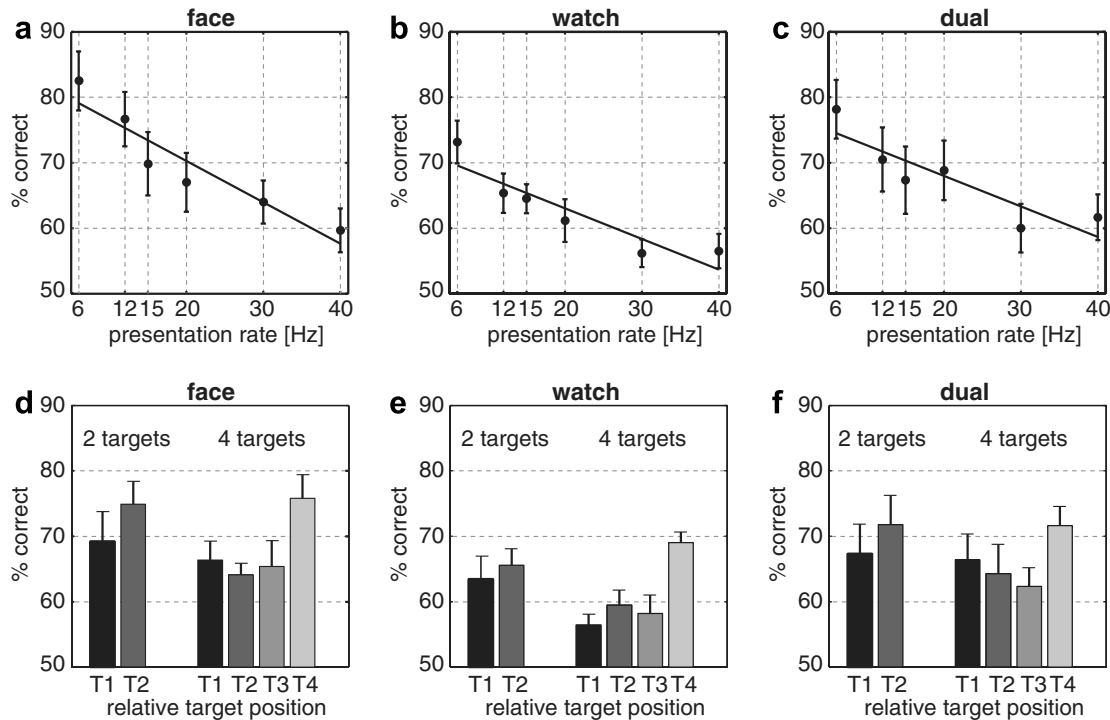 a face
% correct
90
80
70
60
50
6 12 15 20 30 40
presentation rate [Hz]
b watch
% correct
90
80
70
60
50
6 12 15 20 30 40
presentation rate [Hz]
c dual
% correct
90
80
70
60
50
6 12 15 20 30 40
presentation rate [Hz]
d face
% correct
90
80
70
60
50
2 targets 4 targets
T1 T2 T1 T2 T3 T4
relative target position
e watch
% correct
90
80
70
60
50
2 targets 4 targets
T1 T2 T1 T2 T3 T4
relative target position
f dual
% correct
90
80
70
60
50
2 targets 4 targets
T1 T2 T1 T2 T3 T4
relative target position